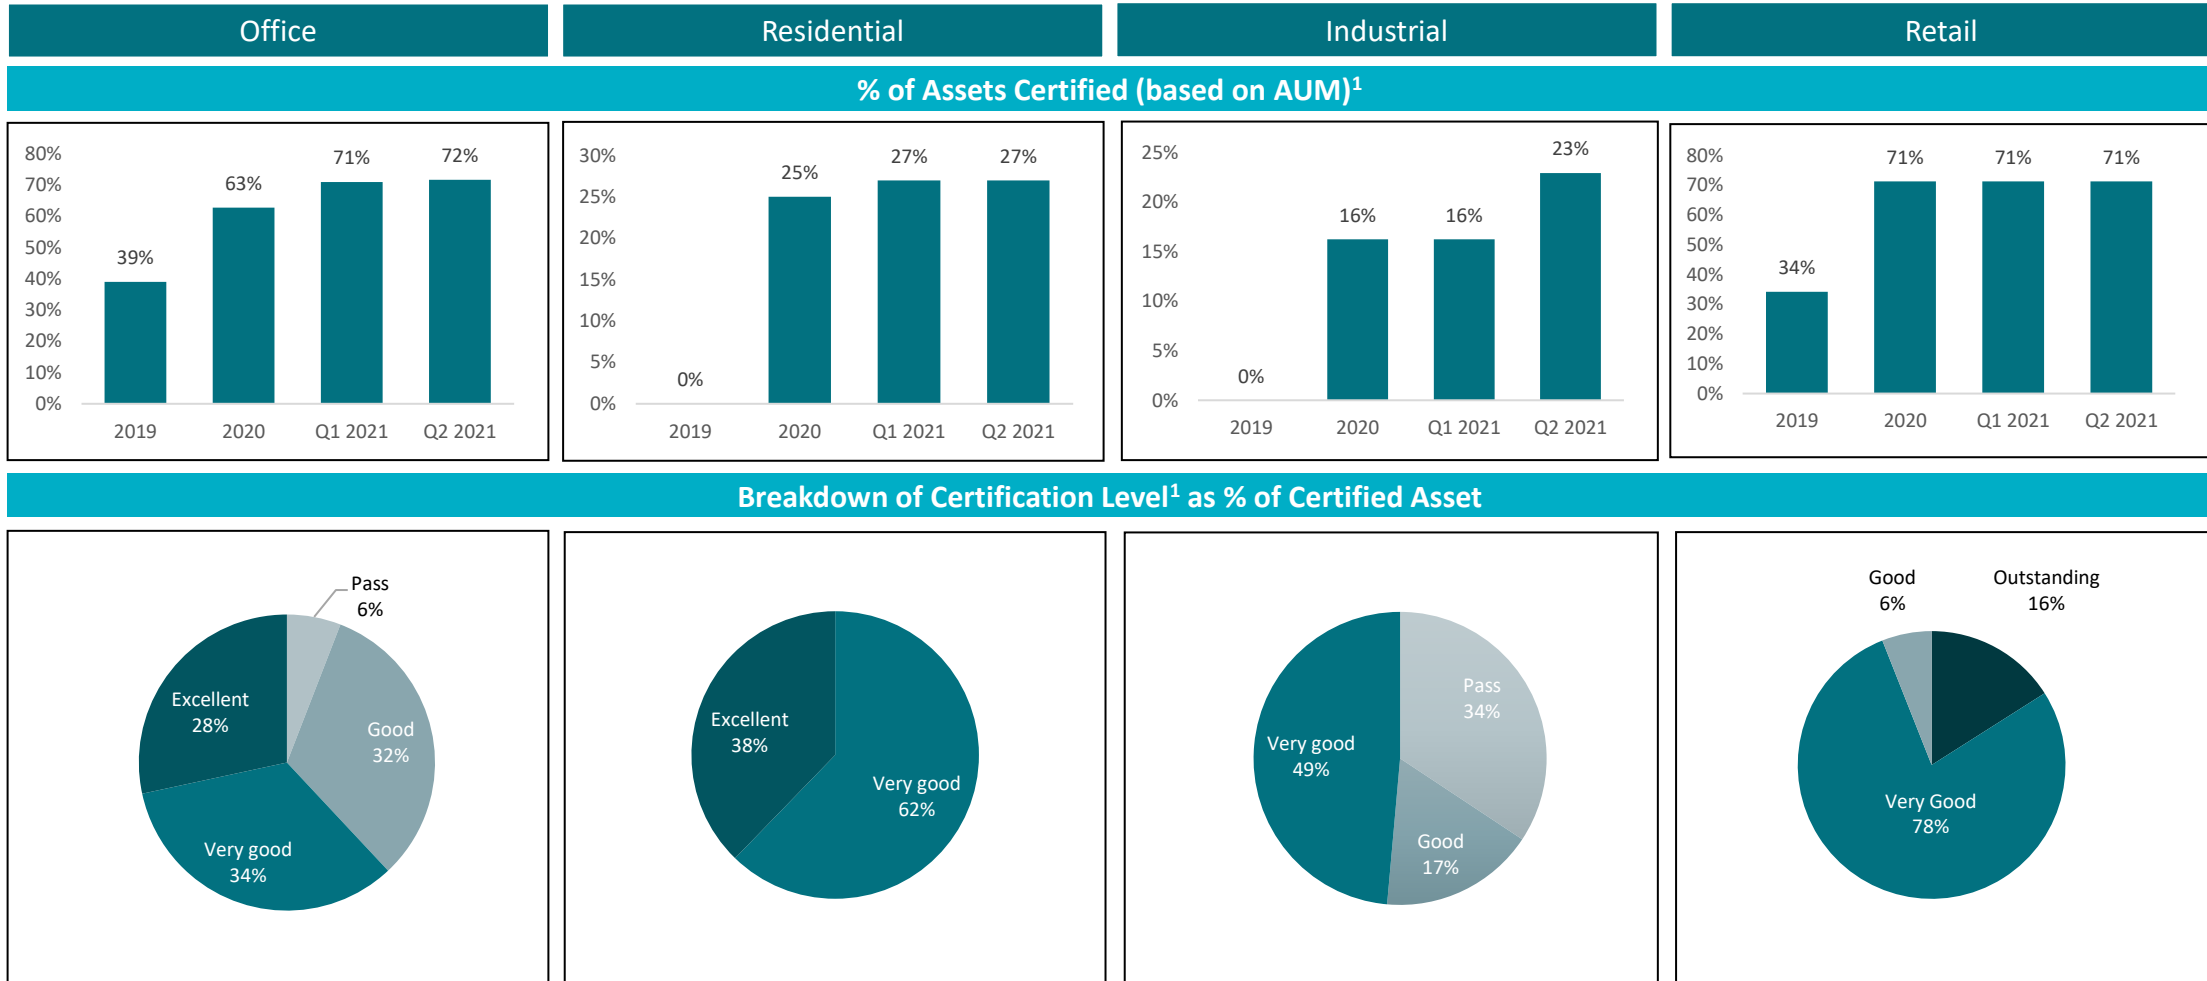 Office
Residential
Industrial
Retail
% of Assets Certified (based on AUM)¹
80%
70%
60%
50%
40%
30%
20%
10%
0%
39%
63%
71%
72%
2019
2020
Q1 2021
Q2 2021
30%
25%
20%
15%
10%
5%
0%
0%
25%
27%
27%
2019
2020
Q1 2021
Q2 2021
25%
20%
15%
10%
5%
0%
0%
16%
16%
23%
2019
2020
Q1 2021
Q2 2021
80%
70%
60%
50%
40%
30%
20%
10%
0%
34%
71%
71%
71%
2019
2020
Q1 2021
Q2 2021
Breakdown of Certification Level¹ as % of Certified Asset
Pass
6%
Good
32%
Very good
34%
Excellent
28%
Excellent
38%
Very good
62%
Pass
34%
Good
17%
Very good
49%
Good
6%
Outstanding
16%
Very Good
78%